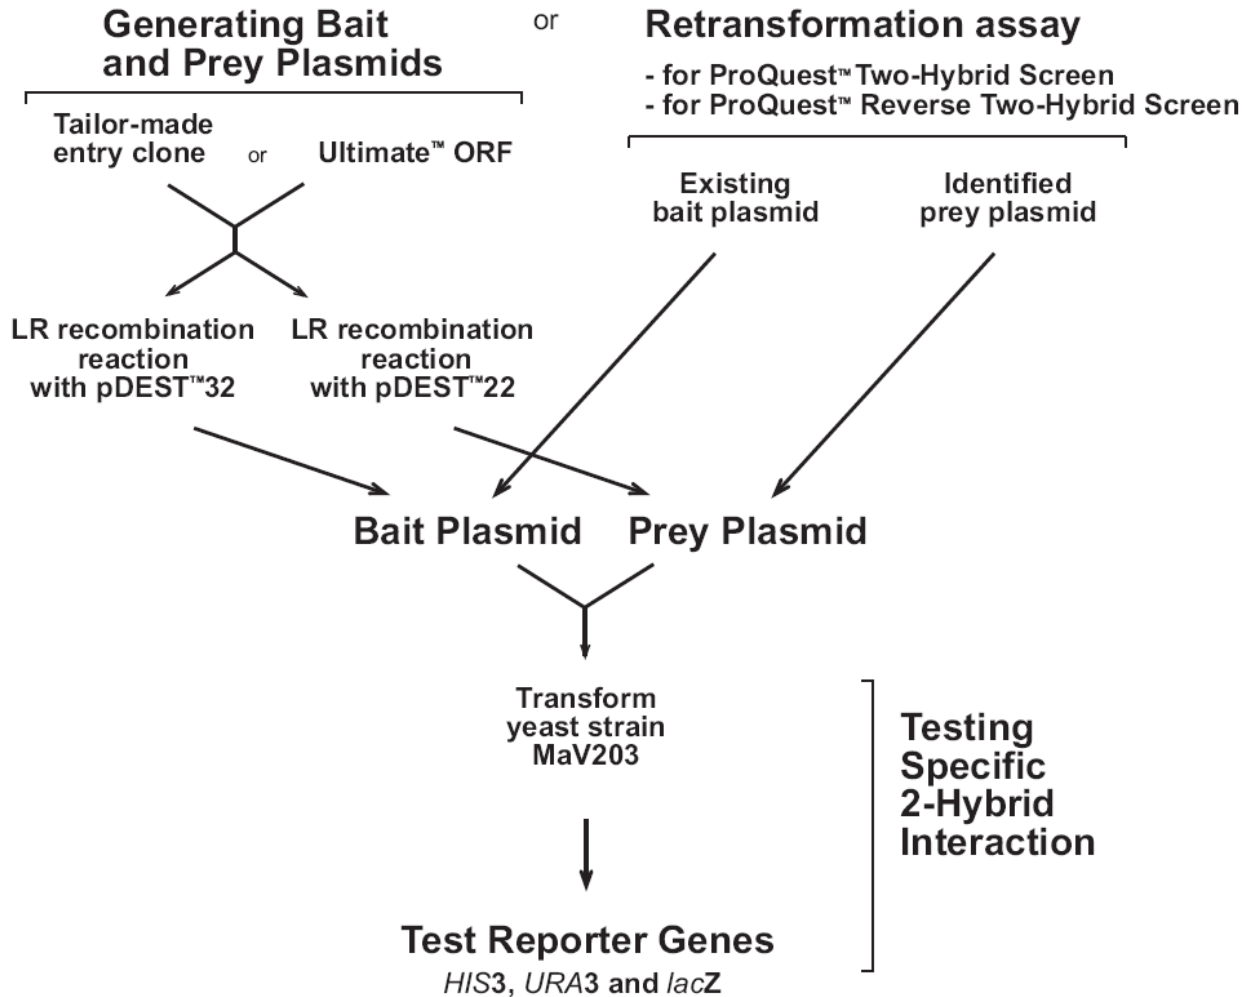 Generating Bait
and Prey Plasmids
or
Retransformation assay
- for ProQuest™ Two-Hybrid Screen
- for ProQuest™ Reverse Two-Hybrid Screen
Tailor-made
entry clone
or
Ultimate™ ORF
Existing
bait plasmid
Identified
prey plasmid
LR recombination
reaction
with pDEST™32
LR recombination
reaction
with pDEST™22
Bait Plasmid
Prey Plasmid
Transform
yeast strain
MaV203
Testing
Specific
2-Hybrid
Interaction
Test Reporter Genes
HIS3, URA3 and lacZ